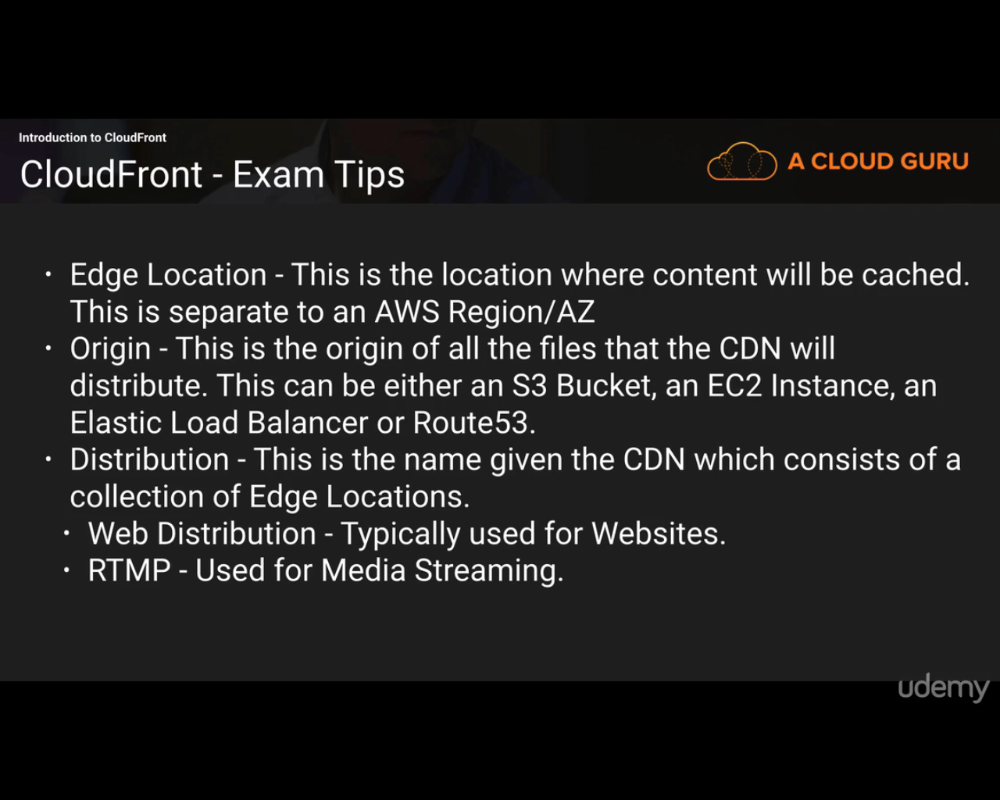 Introduction to CloudFront
CloudFront - Exam Tips
A CLOUD GURU
• Edge Location - This is the location where content will be cached.
This is separate to an AWS Region/AZ
• Origin - This is the origin of all the files that the CDN will
distribute. This can be either an S3 Bucket, an EC2 Instance, an
Elastic Load Balancer or Route53.
• Distribution - This is the name given the CDN which consists of a
collection of Edge Locations.
• Web Distribution - Typically used for Websites.
• RTMP - Used for Media Streaming.
udemy